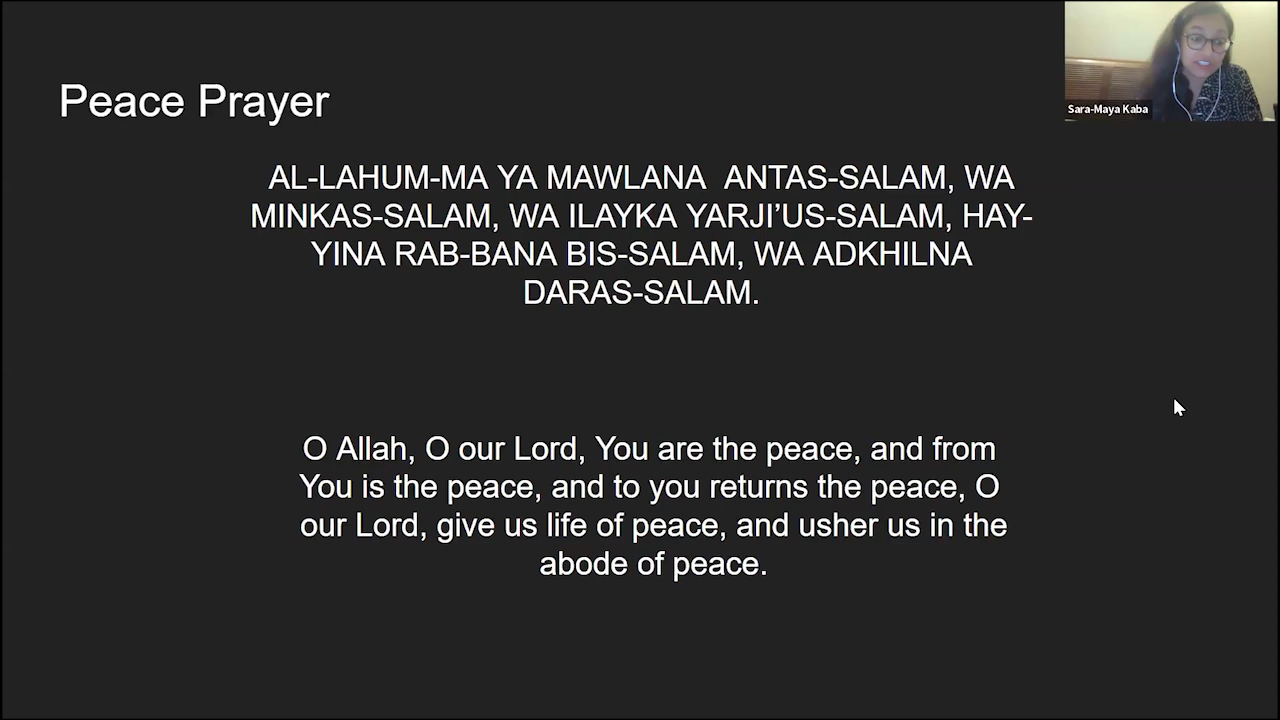 Peace Prayer
Sara-Maya Kaba
AL-LAHUM-MA YA MAWLANA  ANTAS-SALAM, WA
MINKAS-SALAM, WA ILAYKA YARJI’US-SALAM, HAY-
YINA RAB-BANA BIS-SALAM, WA ADKHILNA
DARAS-SALAM.
O Allah, O our Lord, You are the peace, and from
You is the peace, and to you returns the peace, O
our Lord, give us life of peace, and usher us in the
abode of peace.